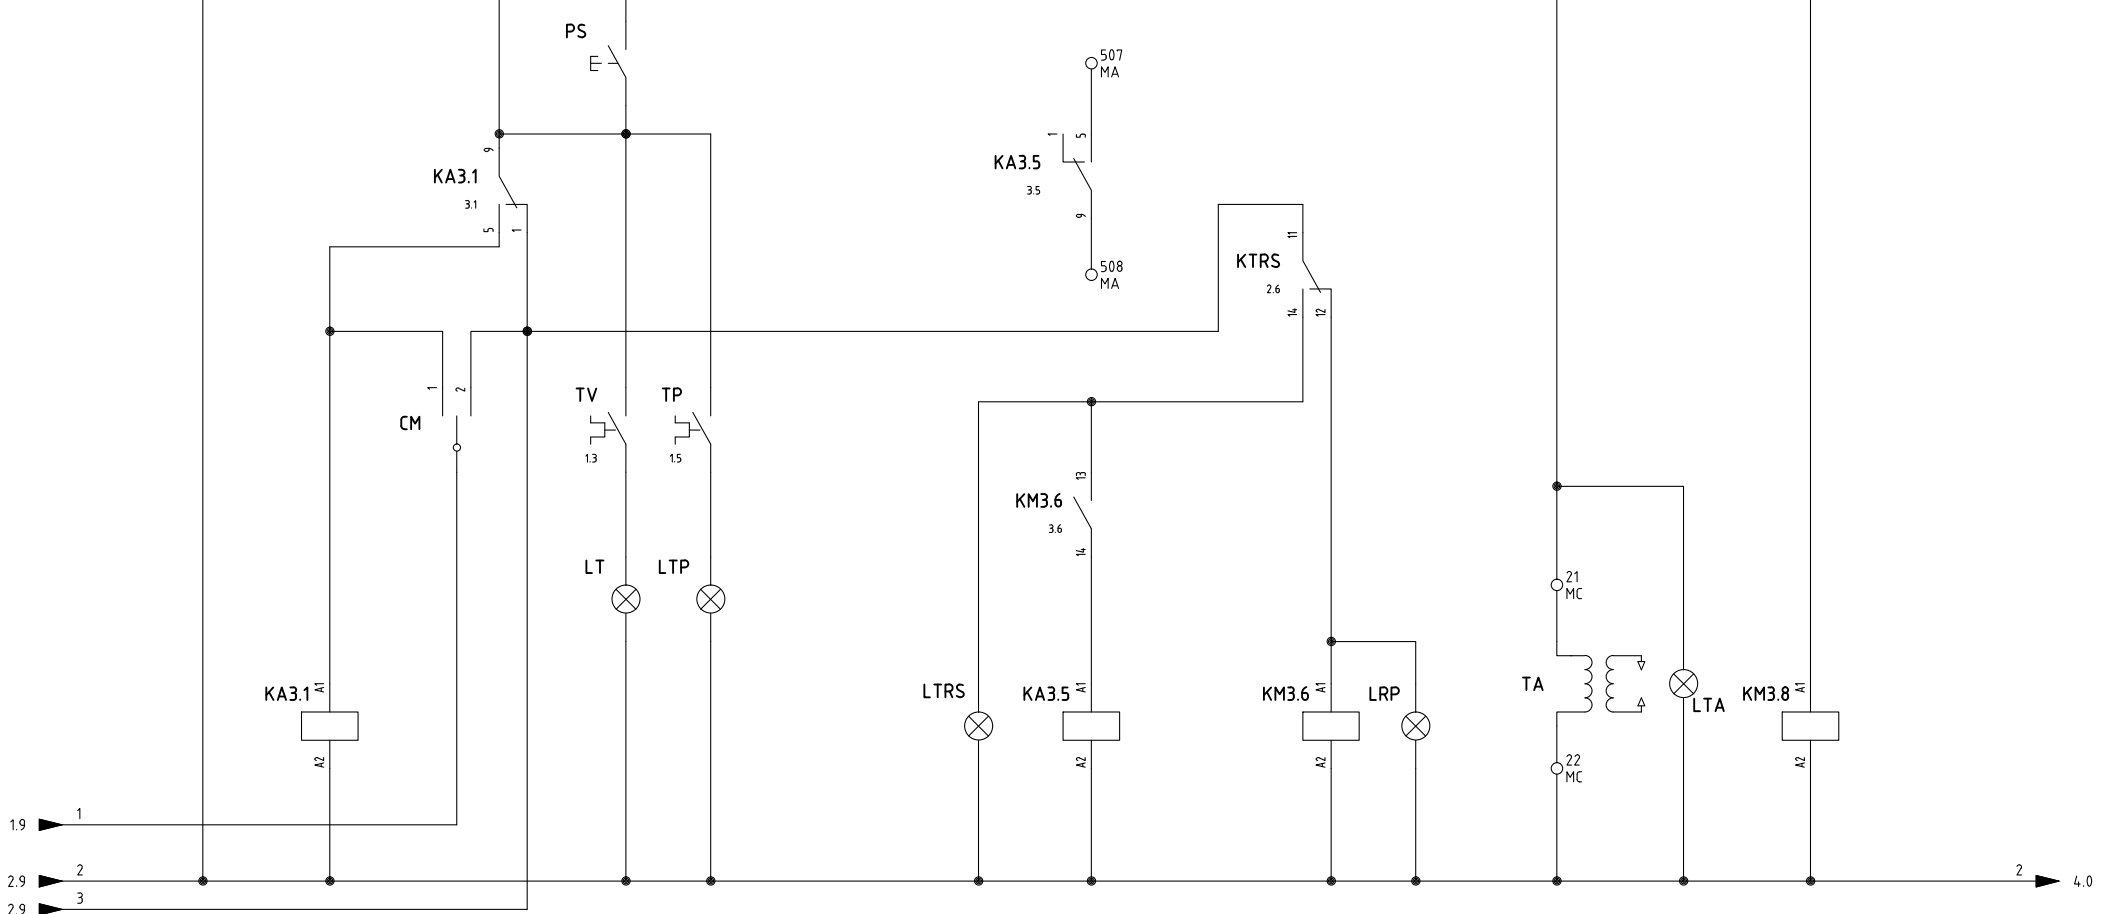 PS
507
MA
1
5
KA3.5
3.5
9
508
MA
9
KA3.1
3.1
5
1
11
KTRS
2.6
14
12
1
2
CM
TV
1.3
TP
1.5
13
KM3.6
3.6
14
LT
LTP
21
MC
TA
LTA
22
MC
KA3.1
A1
A2
LTRS
KA3.5
A1
A2
KM3.6
A1
A2
LRP
KM3.8
A1
A2
1.9
1
2.9
2
2
4.0
2.9
3